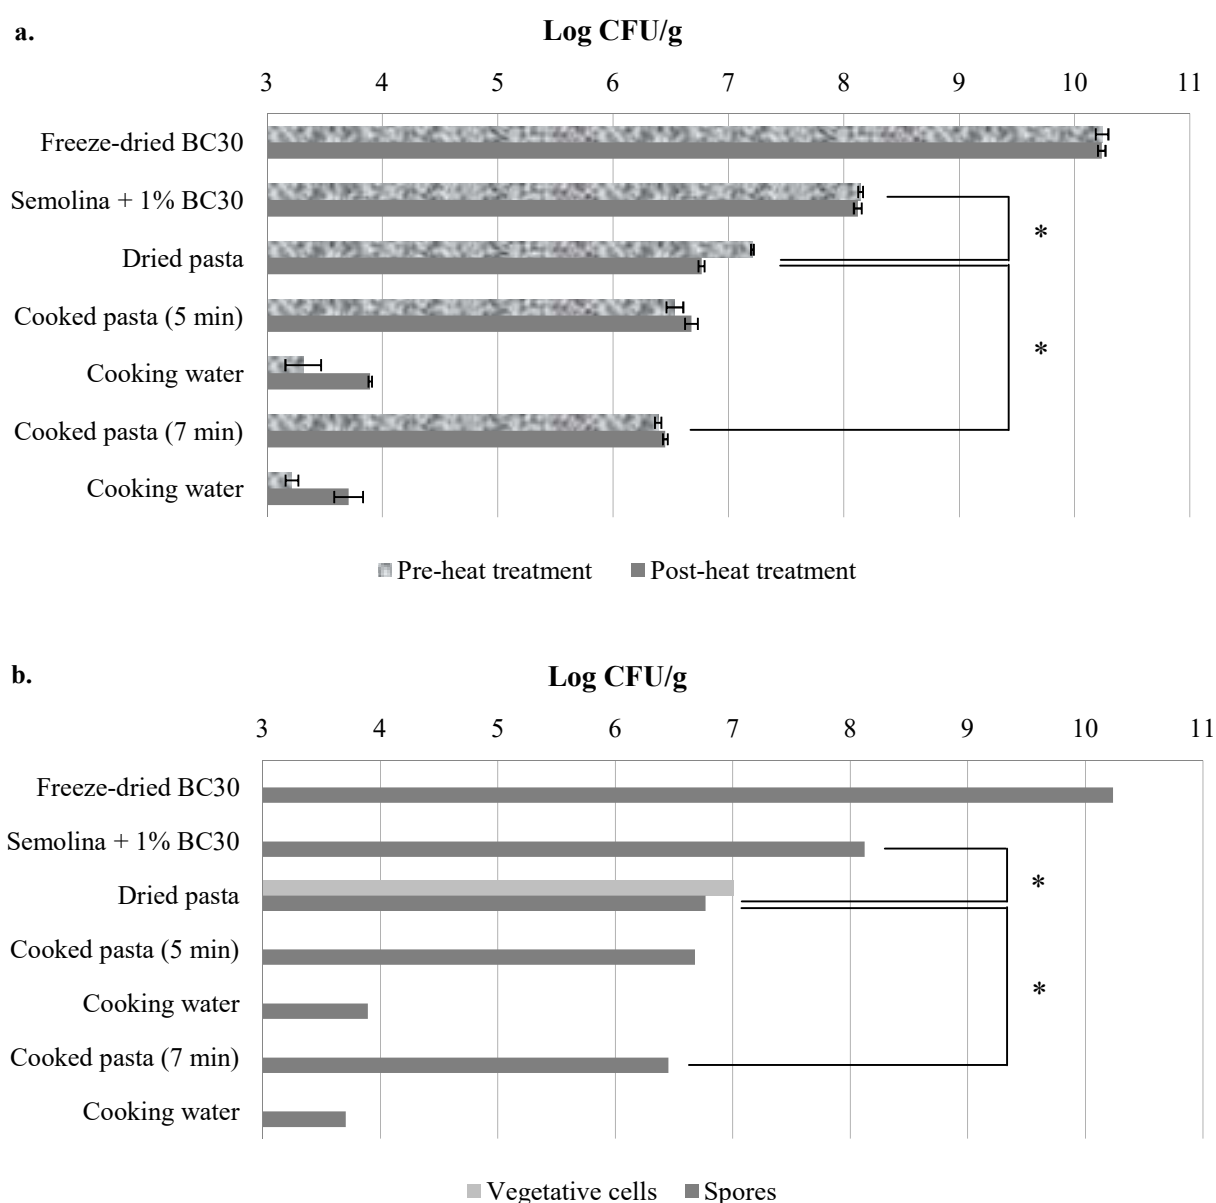 a.
Log CFU/g
3 4 5 6 7 8 9 10 11
Freeze-dried BC30
Semolina + 1% BC30
*
Dried pasta
Cooked pasta (5 min)
*
Cooking water
Cooked pasta (7 min)
Cooking water
Pre-heat treatment Post-heat treatment
b.
Log CFU/g
3 4 5 6 7 8 9 10 11
Freeze-dried BC30
Semolina + 1% BC30
*
Dried pasta
Cooked pasta (5 min)
*
Cooking water
Cooked pasta (7 min)
Cooking water
Vegetative cells Spores